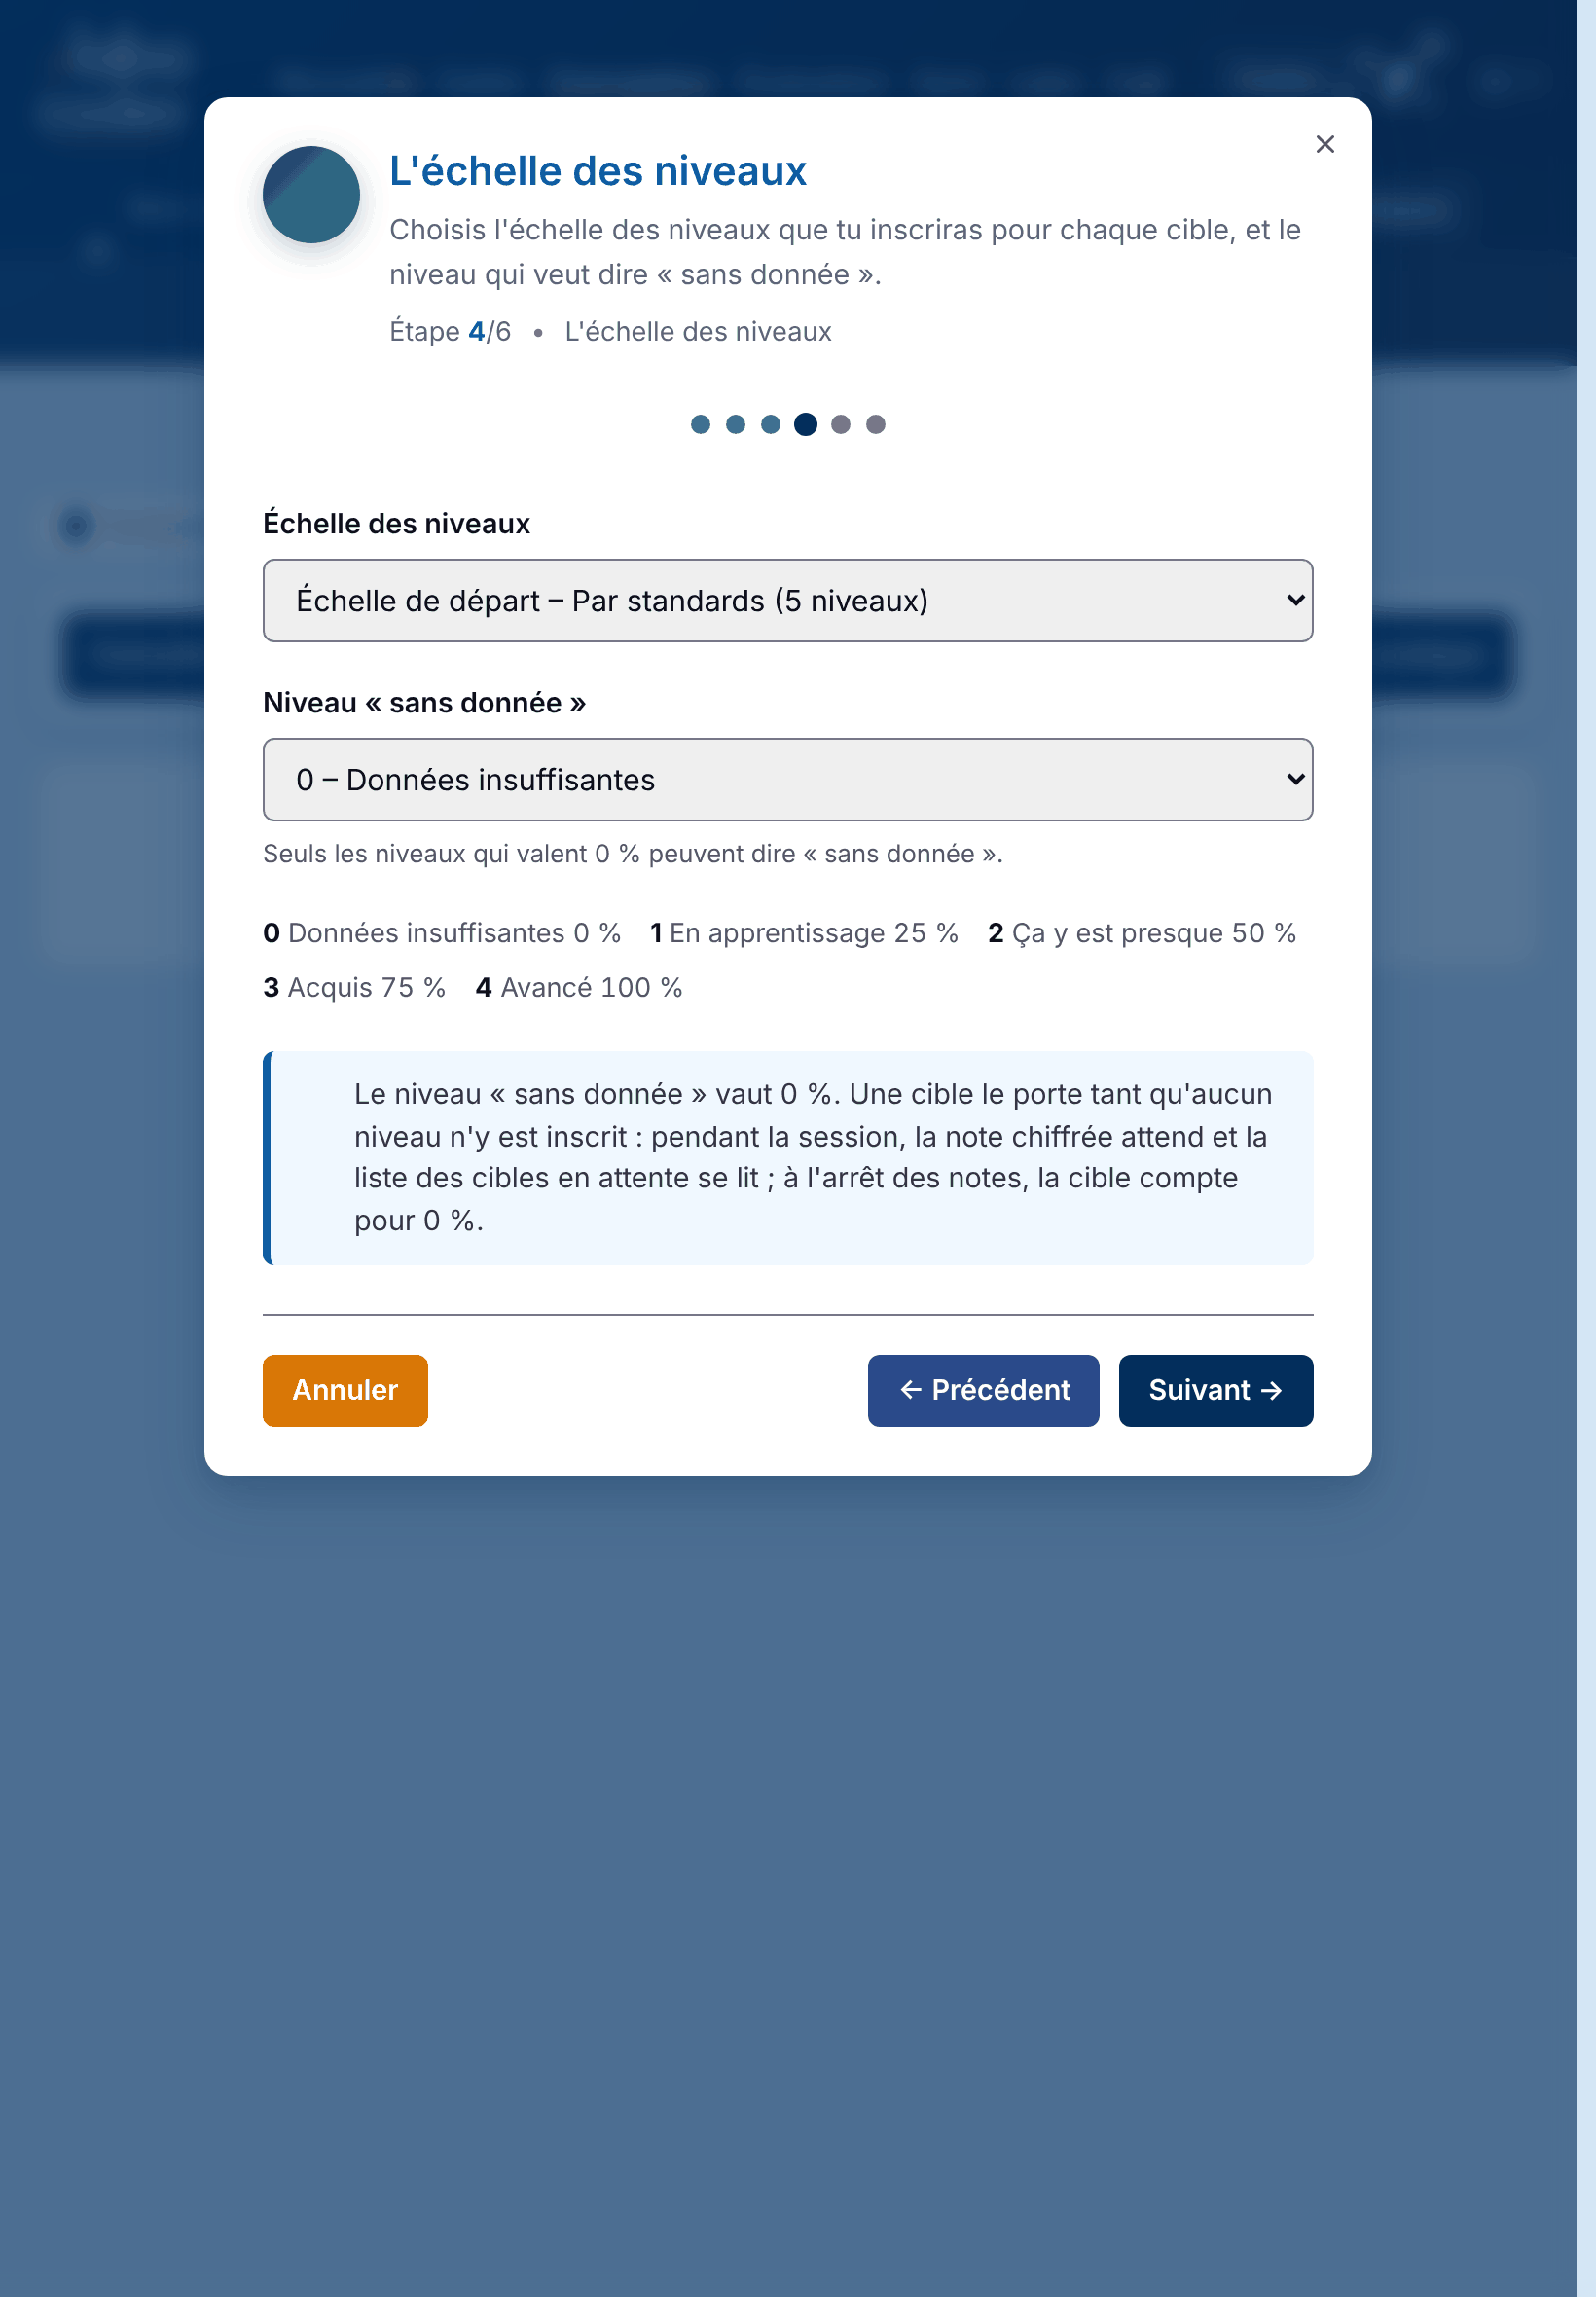 L'échelle des niveaux
Choisis l'échelle des niveaux que tu inscriras pour chaque cible, et le
niveau qui veut dire « sans donnée ».
Étape 4/6 • L'échelle des niveaux
Échelle des niveaux
Échelle de départ – Par standards (5 niveaux)
Niveau « sans donnée »
0 – Données insuffisantes
Seuls les niveaux qui valent 0 % peuvent dire « sans donnée ».
0 Données insuffisantes 0 % 1 En apprentissage 25 % 2 Ça y est presque 50 %
3 Acquis 75 % 4 Avancé 100 %
Le niveau « sans donnée » vaut 0 %. Une cible le porte tant qu'aucun
niveau n'y est inscrit : pendant la session, la note chiffrée attend et la
liste des cibles en attente se lit ; à l'arrêt des notes, la cible compte
pour 0 %.
Annuler
← Précédent
Suivant →